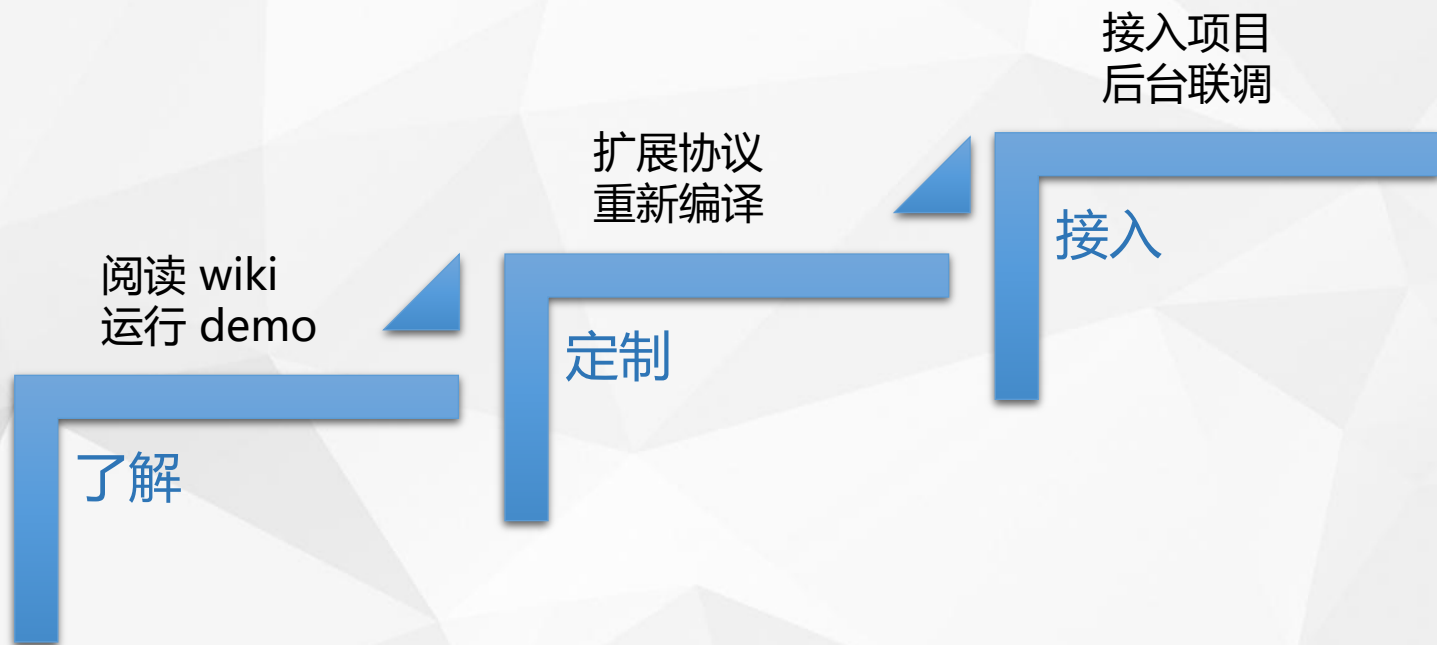 阅读 wiki
运行 demo
了解
扩展协议
重新编译
定制
接入项目
后台联调
接入